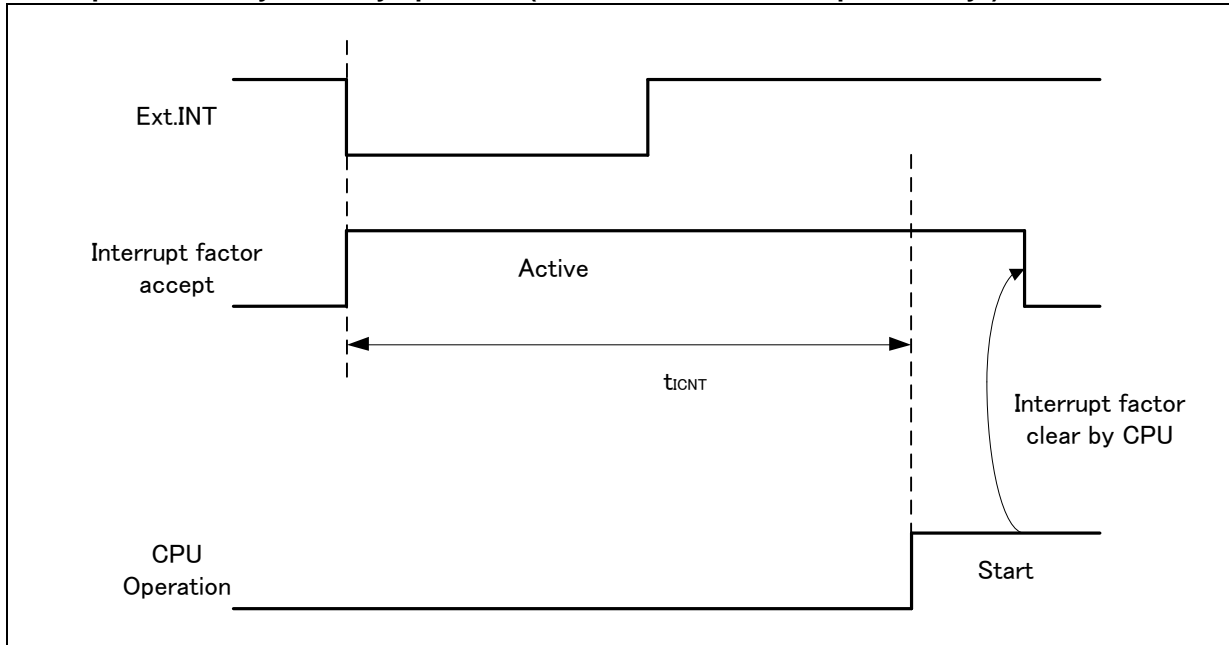 Ext.INT
Interrupt factor
accept
Active
tICNT
Interrupt factor
clear by CPU
CPU
Operation
Start